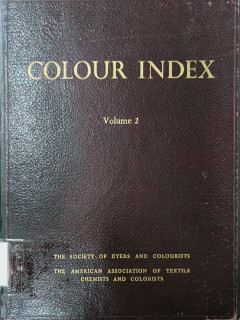 COLOUR INDEX
Volume 2
THE SOCIETY OF DYERS AND COLOURISTS
THE AMERICAN ASSOCIATION OF TEXTILE
CHEMISTS AND COLORISTS